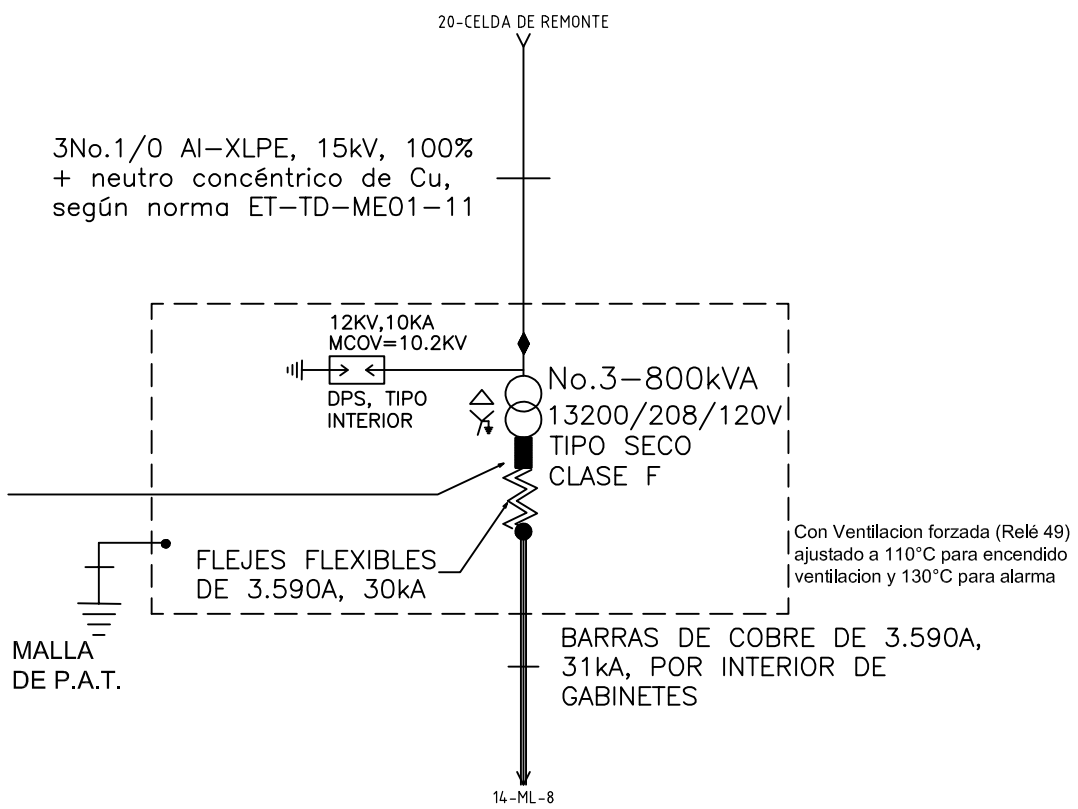 20-CELDA DE REMONTE
3No.1/0 Al-XLPE, 15kV, 100%
+ neutro concéntrico de Cu,
según norma ET-TD-ME01-11
12KV,10KA
MCOV=10.2KV
DPS, TIPO
INTERIOR
No.3-800kVA
13200/208/120V
TIPO SECO
CLASE F
FLEJES FLEXIBLES
DE 3.590A, 30kA
Con Ventilacion forzada (Relé 49)
ajustado a 110°C para encendido
ventilacion y 130°C para alarma
MALLA
DE P.A.T.
BARRAS DE COBRE DE 3.590A,
31kA, POR INTERIOR DE
GABINETES
14-ML-8